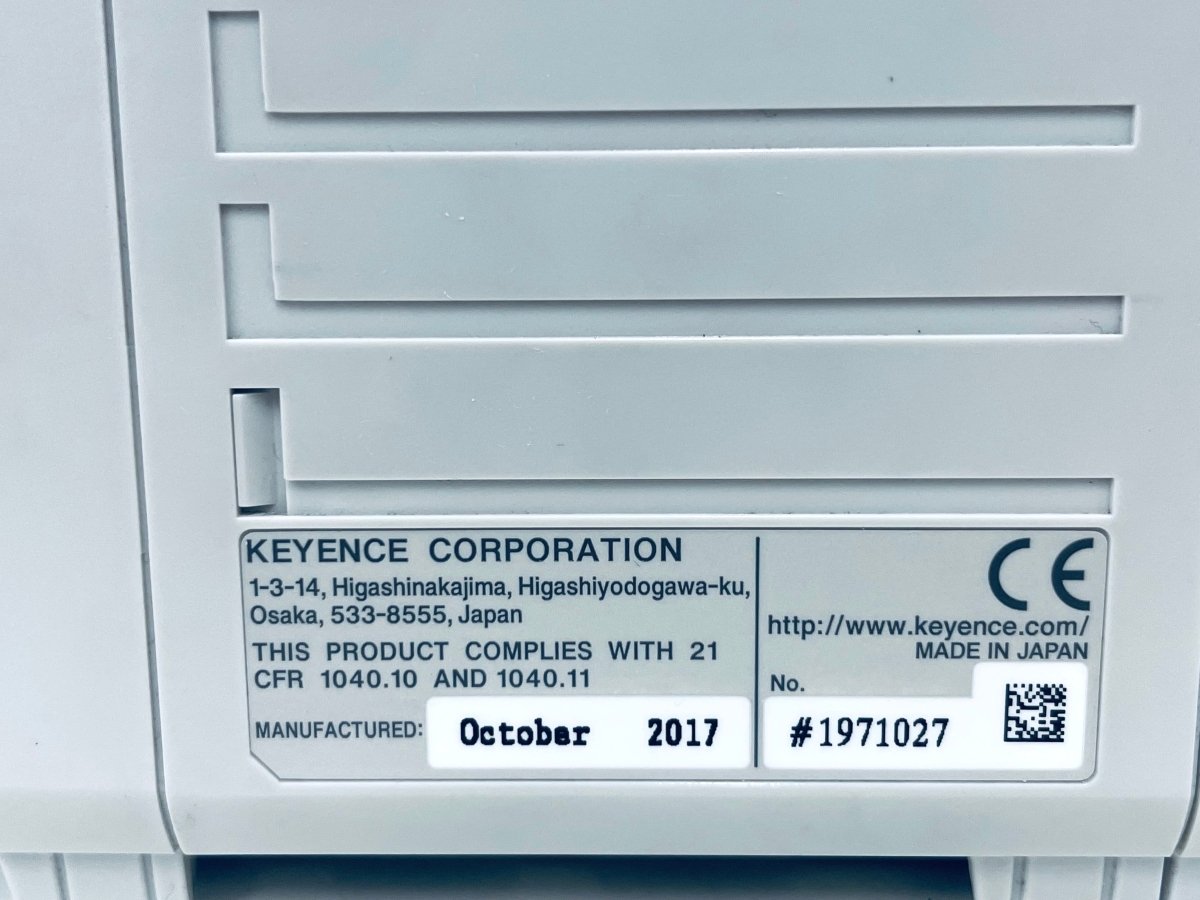 KEYENCE CORPORATION
1-3-14, Higashinakajima, Higashiyodogawa-ku,
Osaka, 533-8555, Japan
THIS PRODUCT COMPLIES WITH 21
CFR 1040.10 AND 1040.11
MANUFACTURED: October 2017
CE
http://www.keyence.com/
MADE IN JAPAN
No.
#1971027